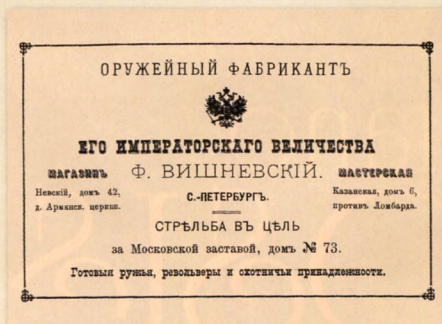 ОРУЖЕЙНЫЙ ФАБРИКАНТЪ
ЕГО ИМПЕРАТОРСКАГО ВЕЛИЧЕСТВА
Ф. ВИШНЕВСКІЙ.
С.-ПЕТЕРБУРГЪ.
МАГАЗИНЪ
Невскій, домъ 42,
д. Армянск. церкви.
МАСТЕРСКАЯ
Казанская, домъ 6,
противъ Ломбарда.
СТРѢЛЬБА ВЪ ЦѢЛЬ
за Московской заставой, домъ № 73.
Готовыя ружья, револьверы и охотничьи принадлежности.